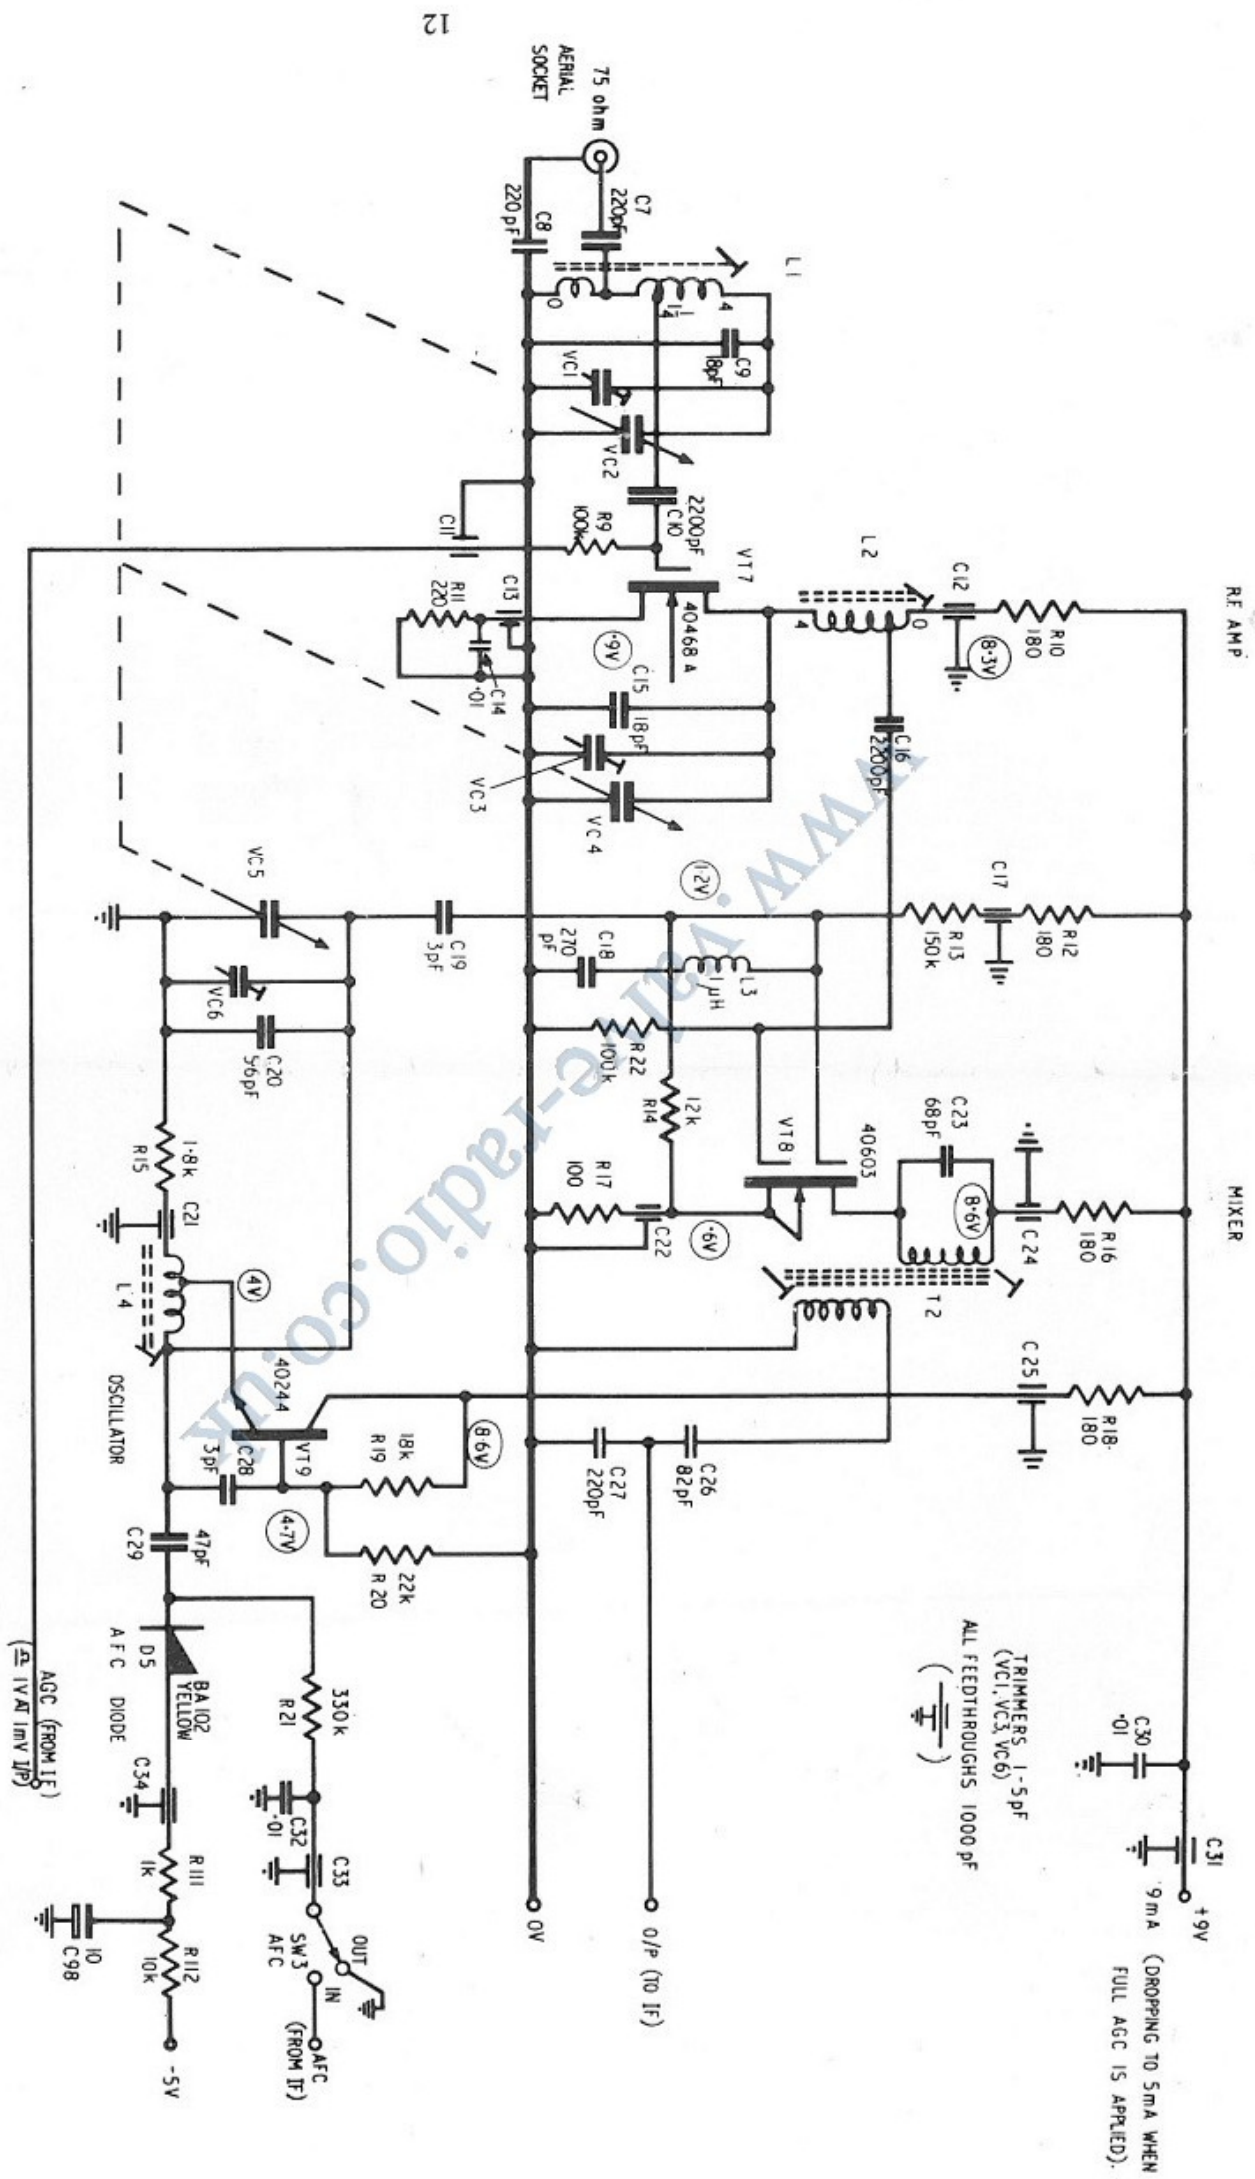 12
R.F. AMP
MIXER
75 ohm
AERIAL
SOCKET
C7
220pF
C8
220pF
L1
4
1¼
0
C9
18pF
VC1
VC2
2200pF
C10
R9
100k
C11
VT7
40468A
·9V
L2
0
4
C12
8·3V
R10
180
C13
R11
220
C14
·01
C15
18pF
VC3
VC4
C16
2200pF
1·2V
C17
R12
180
R13
150k
C18
270
pF
L3
1µH
R22
100k
12k
R14
VT8
40603
C23
68pF
8·6V
C24
R16
180
T2
R17
100
C22
·6V
C25
R18
180
C26
82pF
C27
220pF
VC5
C19
3pF
VC6
C20
5·6pF
1·8k
R15
C21
L4
4V
OSCILLATOR
40244
VT9
8·6V
18k
R19
4·7V
C28
3pF
22k
R20
47pF
C29
D5
BA102
YELLOW
AFC DIODE
330k
R21
C32
·01
C33
OUT
SW3
AFC
IN
AFC
(FROM IF)
C34
R111
1k
10
C98
R112
10k
-5V
AGC (FROM IF)
(≏ 1V AT 1mV I/P)
0V
O/P (TO IF)
TRIMMERS 1-5pF
(VC1, VC3, VC6)
ALL FEEDTHROUGHS 1000pF
C30
·01
C31
+9V
9mA (DROPPING TO 5mA WHEN
FULL AGC IS APPLIED).
www.valve-radio.co.uk